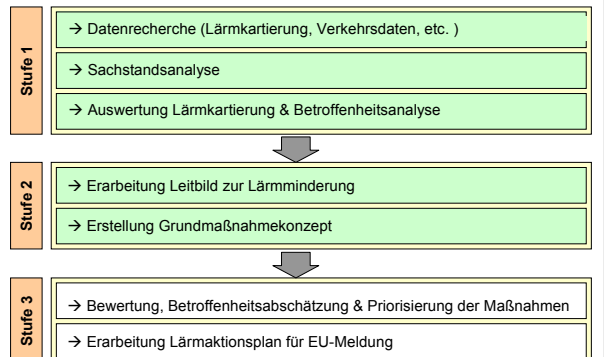 Stufe 1
→ Datenrecherche (Lärmkartierung, Verkehrsdaten, etc. )
→ Sachstandsanalyse
→ Auswertung Lärmkartierung & Betroffenheitsanalyse
Stufe 2
→ Erarbeitung Leitbild zur Lärmminderung
→ Erstellung Grundmaßnahmekonzept
Stufe 3
→ Bewertung, Betroffenheitsabschätzung & Priorisierung der Maßnahmen
→ Erarbeitung Lärmaktionsplan für EU-Meldung